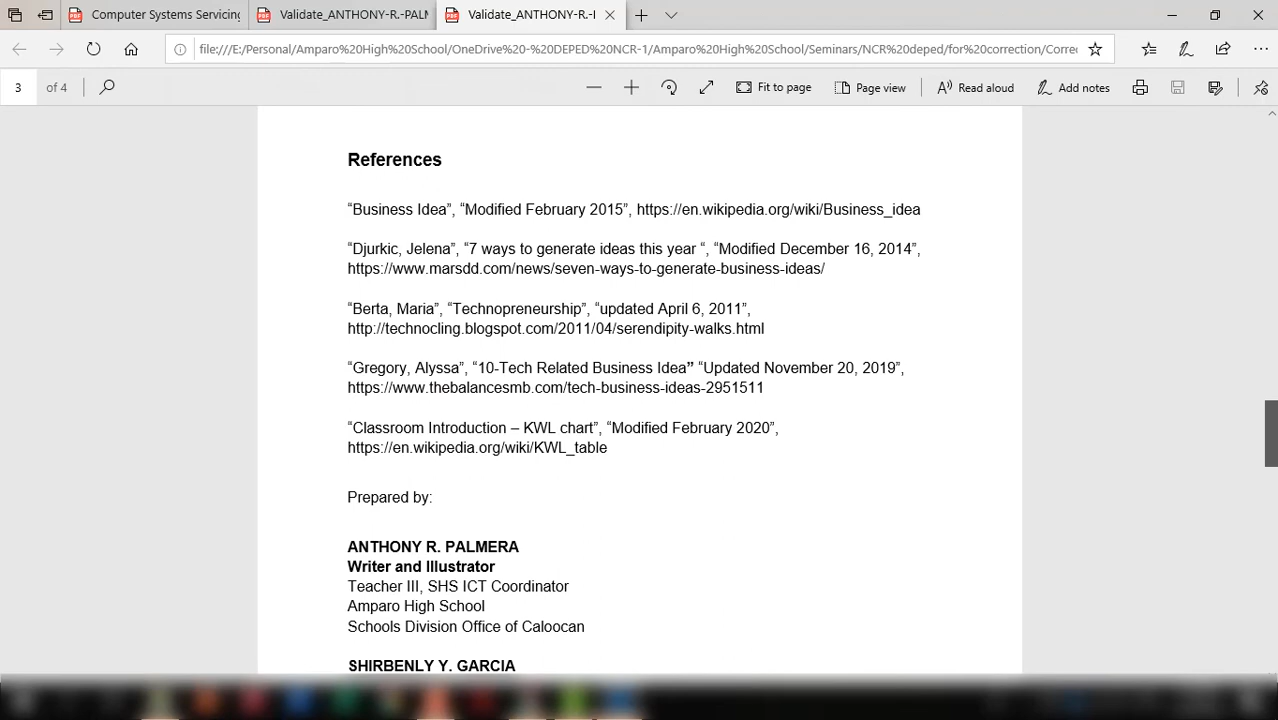 Computer Systems Servicing
Validate_ANTHONY-R.-PALM
Validate_ANTHONY-R.-I
file:///E:/Personal/Amparo%20High%20School/OneDrive%20-%20DEPED%20NCR-1/Amparo%20High%20School/Seminars/NCR%20deped/for%20correction/Correc
3 of 4
Fit to page
Page view
Read aloud
Add notes
References
“Business Idea”, “Modified February 2015”, https://en.wikipedia.org/wiki/Business_idea
“Djurkic, Jelena”, “7 ways to generate ideas this year “, “Modified December 16, 2014”,
https://www.marsdd.com/news/seven-ways-to-generate-business-ideas/
“Berta, Maria”, “Technopreneurship”, “updated April 6, 2011”,
http://technocling.blogspot.com/2011/04/serendipity-walks.html
“Gregory, Alyssa”, “10-Tech Related Business Idea” “Updated November 20, 2019”,
https://www.thebalancesmb.com/tech-business-ideas-2951511
“Classroom Introduction – KWL chart”, “Modified February 2020”,
https://en.wikipedia.org/wiki/KWL_table
Prepared by:
ANTHONY R. PALMERA
Writer and Illustrator
Teacher III, SHS ICT Coordinator
Amparo High School
Schools Division Office of Caloocan
SHIRBENLY Y. GARCIA